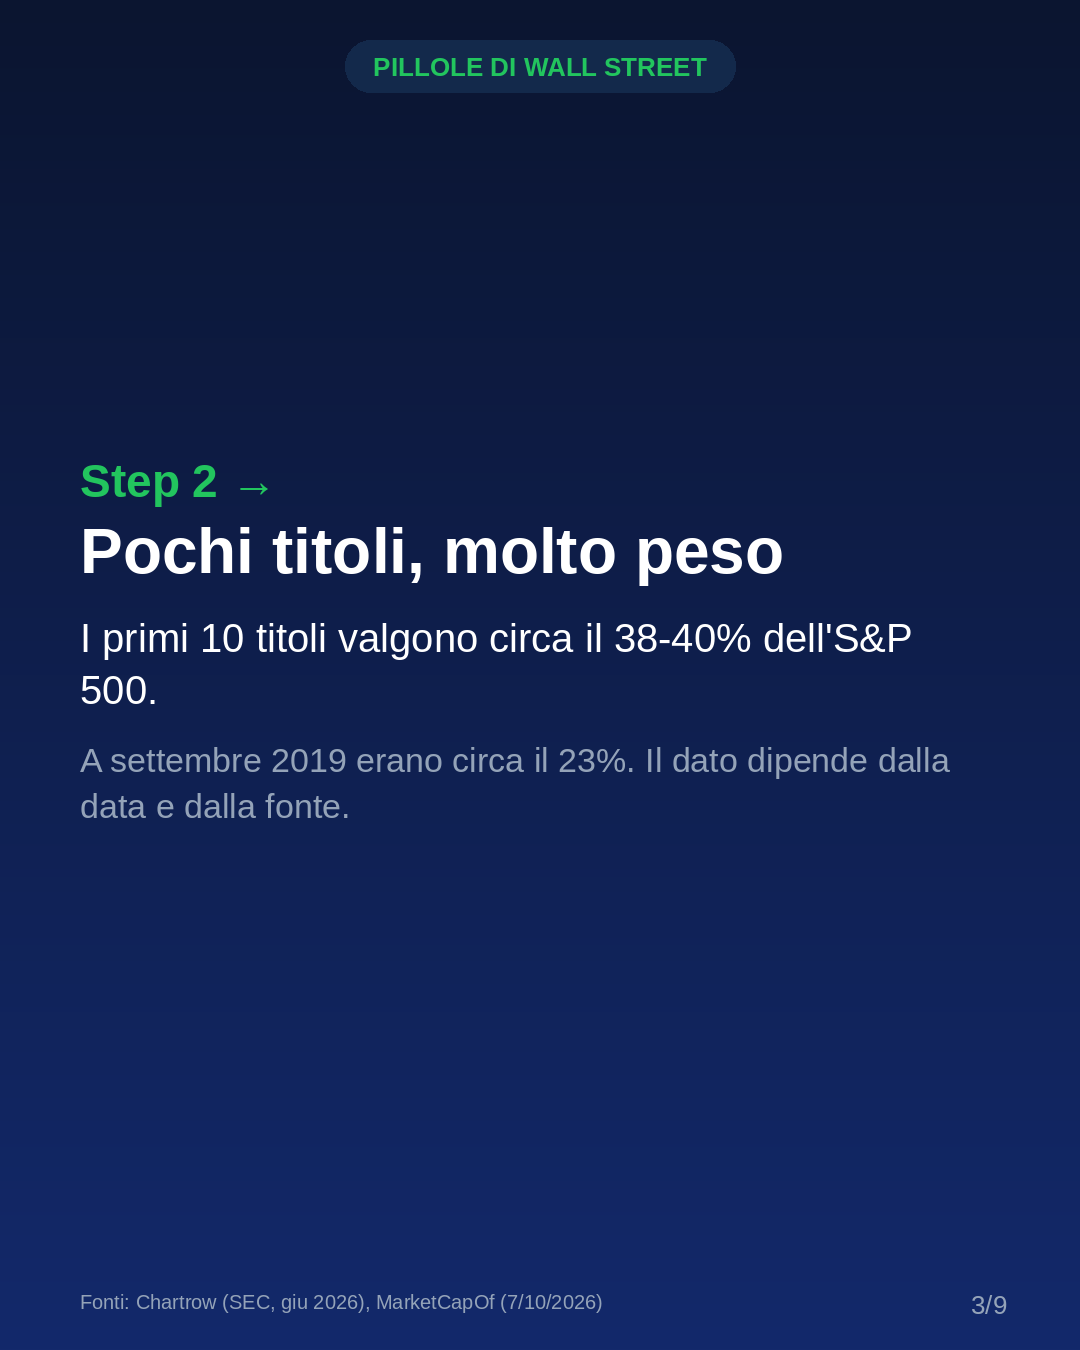 PILLOLE DI WALL STREET
Step 2 →
Pochi titoli, molto peso
I primi 10 titoli valgono circa il 38-40% dell'S&P
500.
A settembre 2019 erano circa il 23%. Il dato dipende dalla
data e dalla fonte.
Fonti: Chartrow (SEC, giu 2026), MarketCapOf (7/10/2026)
3/9